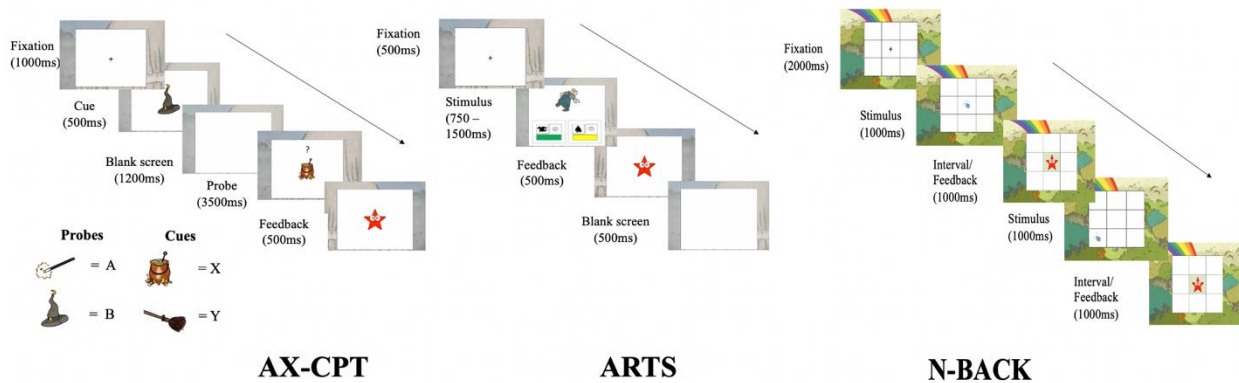 Fixation
(1000ms)
Cue
(500ms)
Blank screen
(1200ms)
Probe
(3500ms)
?
Feedback
(500ms)
Probes Cues
= A = X
= B = Y
AX-CPT
Fixation
(500ms)
Stimulus
(750 –
1500ms)
Feedback
(500ms)
Blank screen
(500ms)
ARTS
Fixation
(2000ms)
Stimulus
(1000ms)
Interval/
Feedback
(1000ms)
Stimulus
(1000ms)
Interval/
Feedback
(1000ms)
N-BACK